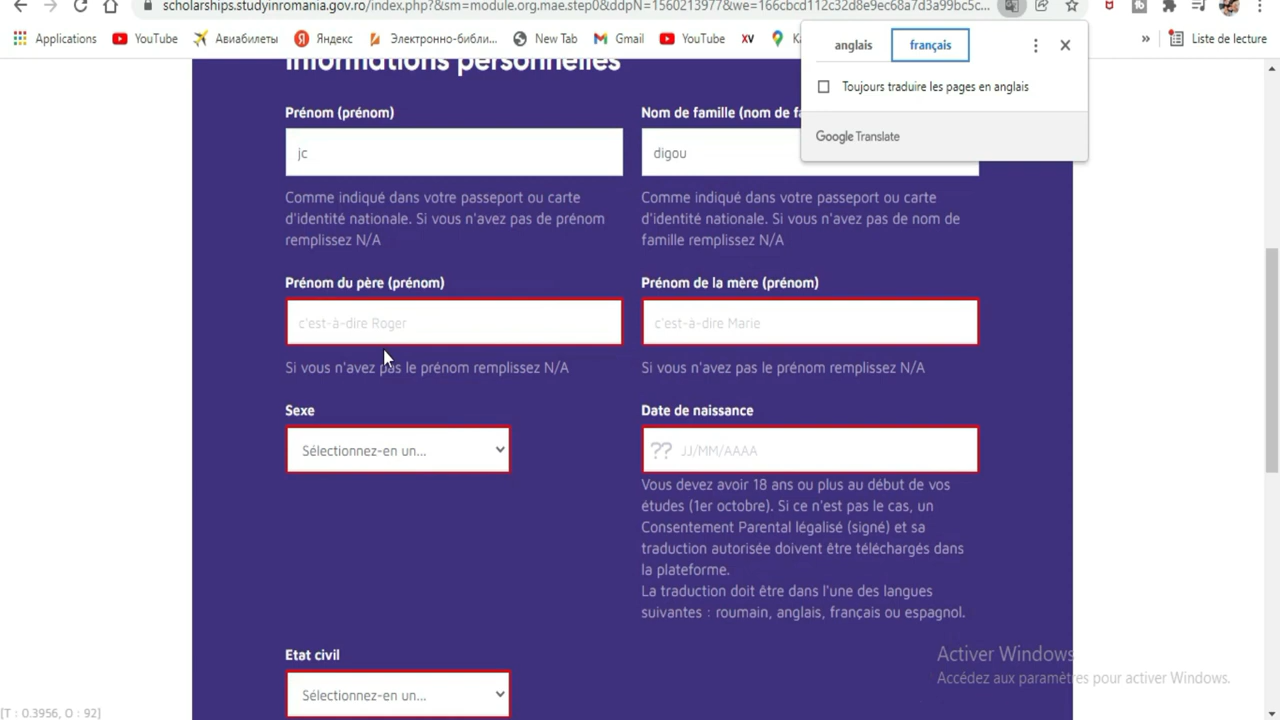 scholarships.studyinromania.gov.ro/index.php?&sm=module.org.mae.step0&ddpN=1560213977&we=166cbcd112c32d8e9ec68a7d3a99bc5c...
Applications YouTube Авиабилеты Яндекс Электронно-библи... New Tab Gmail YouTube XV » Liste de lecture
anglais français
Toujours traduire les pages en anglais
Google Translate
Informations personnelles
Prénom (prénom)
jc
Comme indiqué dans votre passeport ou carte
d'identité nationale. Si vous n'avez pas de prénom
remplissez N/A
Nom de famille (nom de fa
digou
Comme indiqué dans votre passeport ou carte
d'identité nationale. Si vous n'avez pas de nom de
famille remplissez N/A
Prénom du père (prénom)
c'est-à-dire Roger
Si vous n'avez pas le prénom remplissez N/A
Prénom de la mère (prénom)
c'est-à-dire Marie
Si vous n'avez pas le prénom remplissez N/A
Sexe
Sélectionnez-en un...
Date de naissance
?? JJ/MM/AAAA
Vous devez avoir 18 ans ou plus au début de vos
études (1er octobre). Si ce n'est pas le cas, un
Consentement Parental légalisé (signé) et sa
traduction autorisée doivent être téléchargés dans
la plateforme.
La traduction doit être dans l'une des langues
suivantes : roumain, anglais, français ou espagnol.
Etat civil
Sélectionnez-en un...
Activer Windows
Accédez aux paramètres pour activer Windows.
[T : 0.3956, O : 92]